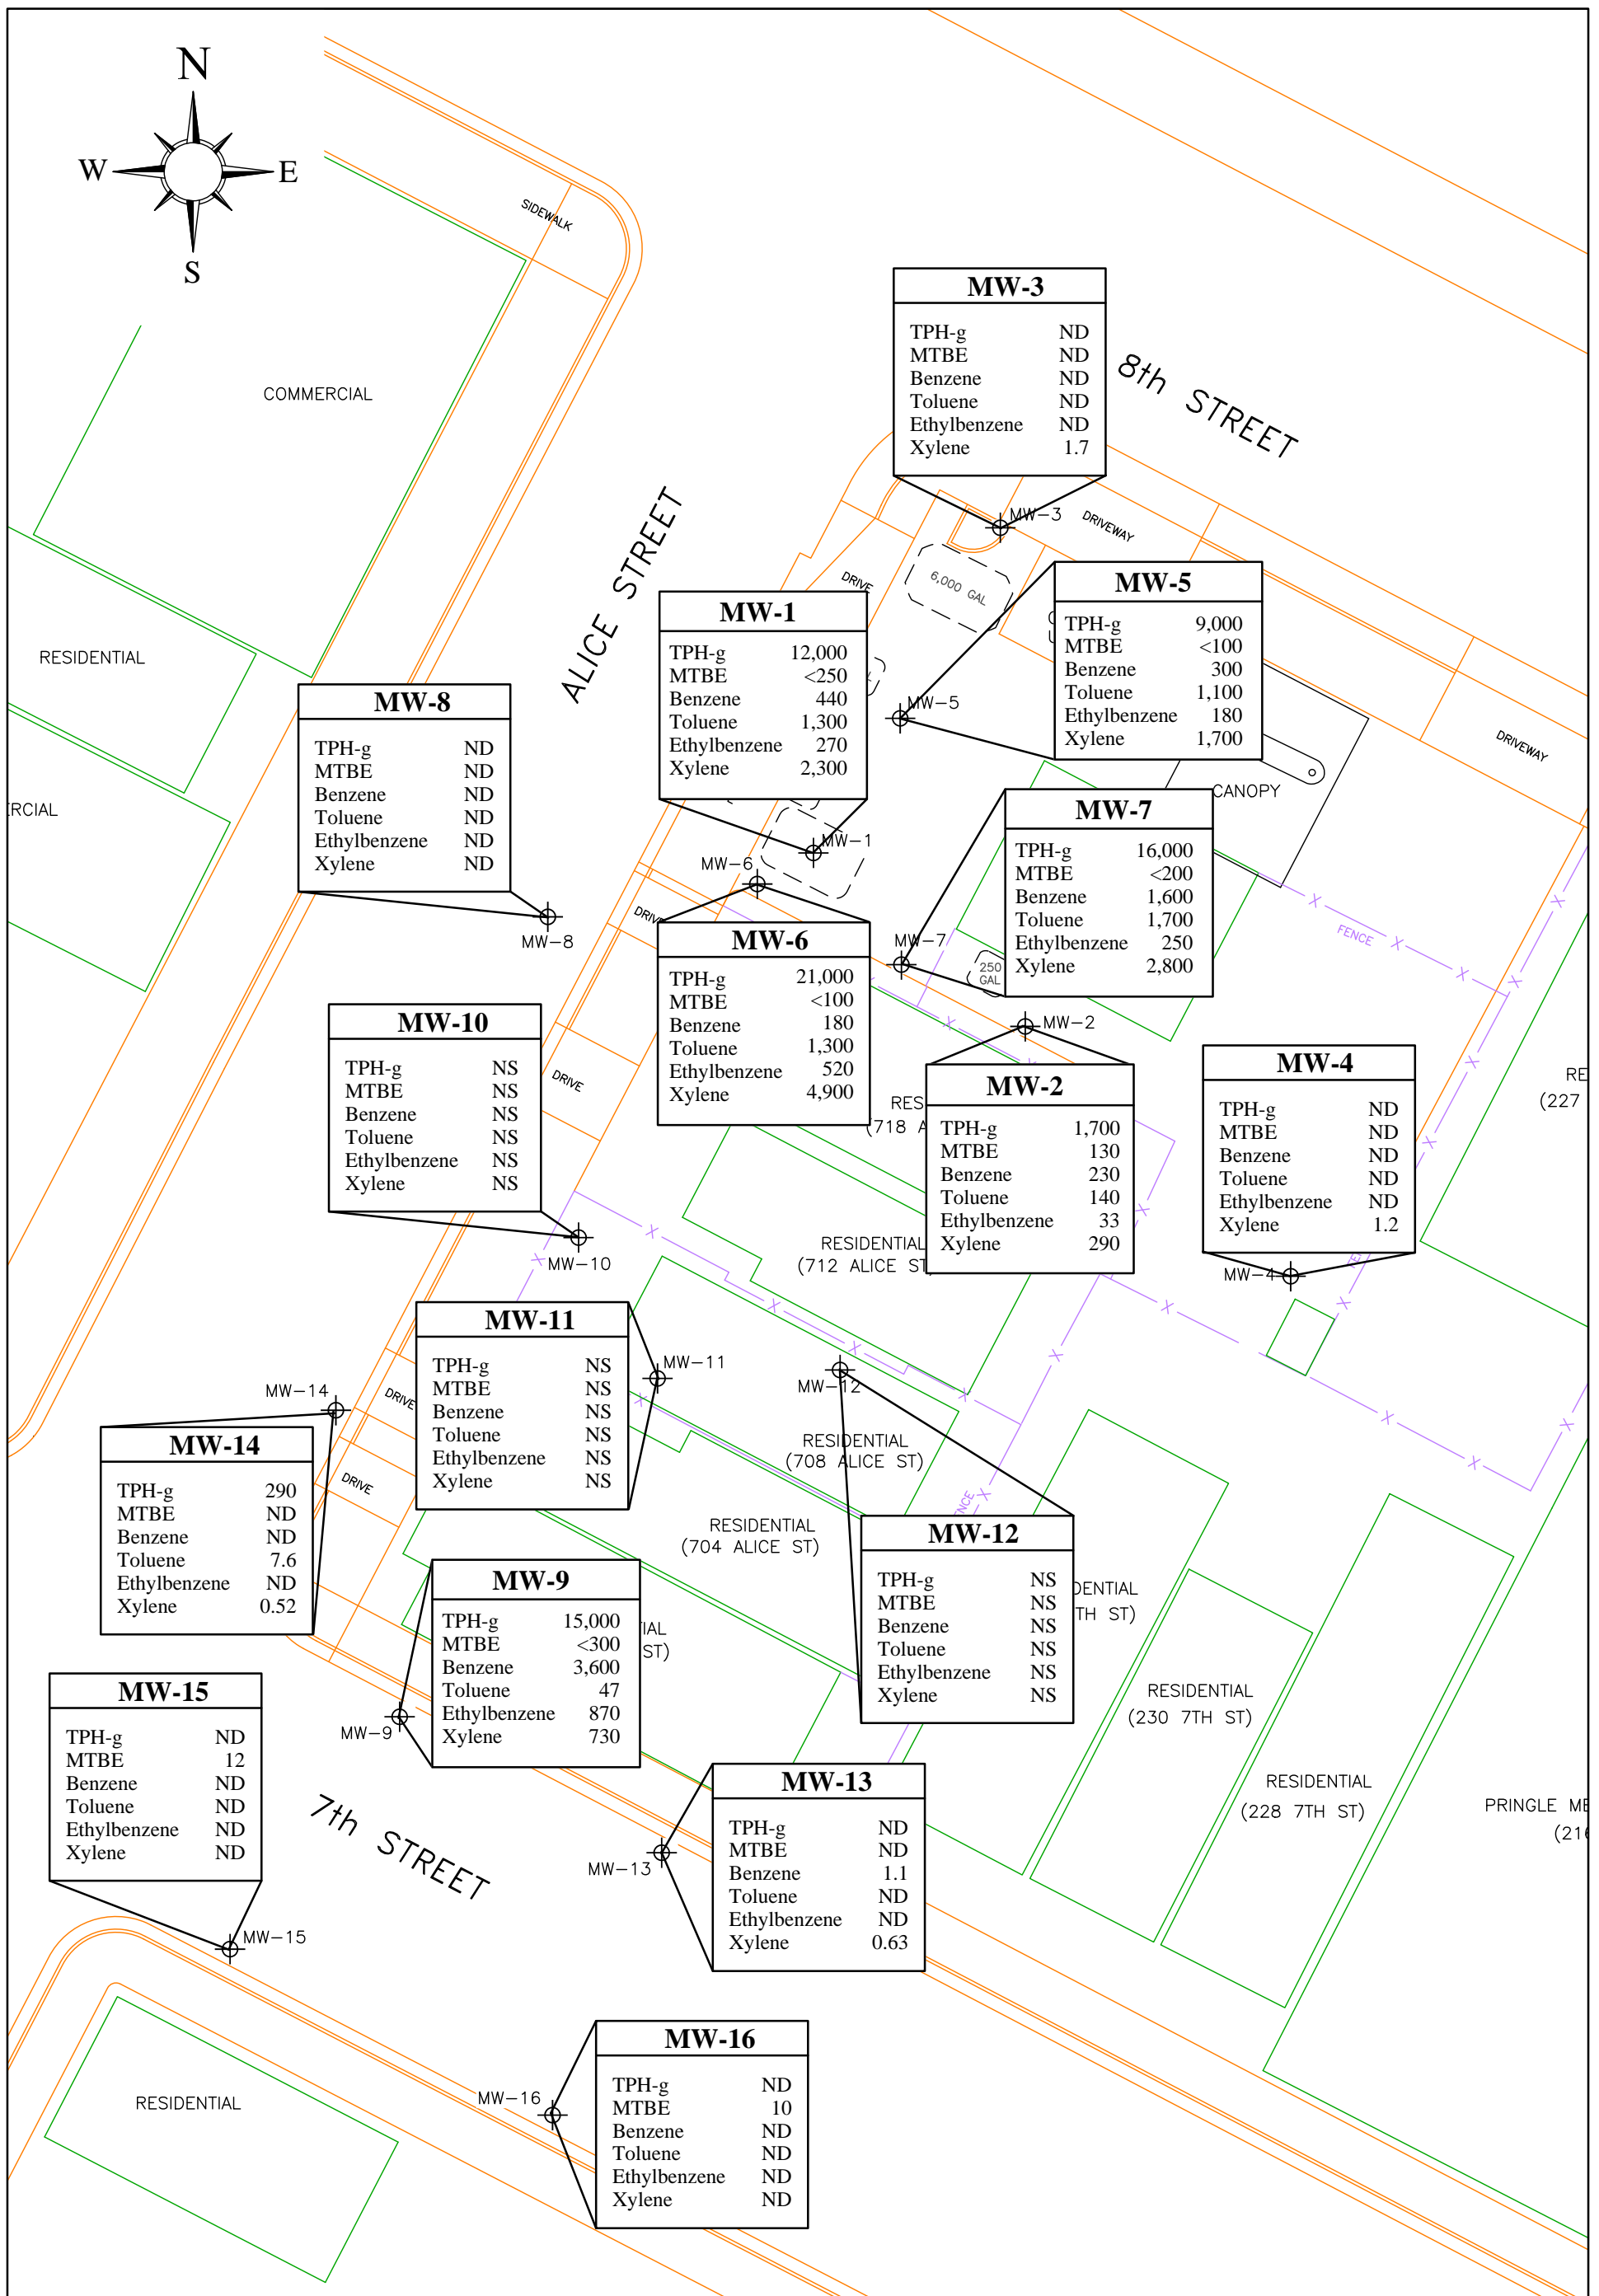 N
W
E
S
SIDEWALK
COMMERCIAL
MW-3
TPH-g ND
MTBE ND
Benzene ND
Toluene ND
Ethylbenzene ND
Xylene 1.7
8th STREET
MW-3
DRIVEWAY
ALICE STREET
DRIVE
6,000 GAL
MW-5
TPH-g 9,000
MTBE <100
Benzene 300
Toluene 1,100
Ethylbenzene 180
Xylene 1,700
MW-5
DRIVEWAY
CANOPY
MW-1
TPH-g 12,000
MTBE <250
Benzene 440
Toluene 1,300
Ethylbenzene 270
Xylene 2,300
MW-1
RESIDENTIAL
RCIAL
MW-8
TPH-g ND
MTBE ND
Benzene ND
Toluene ND
Ethylbenzene ND
Xylene ND
MW-8
MW-7
TPH-g 16,000
MTBE <200
Benzene 1,600
Toluene 1,700
Ethylbenzene 250
Xylene 2,800
MW-7
250
GAL
X X FENCE X X X
X
X
MW-6
DRIVE
MW-6
TPH-g 21,000
MTBE <100
Benzene 180
Toluene 1,300
Ethylbenzene 520
Xylene 4,900
MW-2
MW-2
TPH-g 1,700
MTBE 130
Benzene 230
Toluene 140
Ethylbenzene 33
Xylene 290
RES
(718 A
MW-10
TPH-g NS
MTBE NS
Benzene NS
Toluene NS
Ethylbenzene NS
Xylene NS
MW-10
DRIVE
MW-4
TPH-g ND
MTBE ND
Benzene ND
Toluene ND
Ethylbenzene ND
Xylene 1.2
MW-4
RE
(227
RESIDENTIAL
(712 ALICE ST)
MW-11
TPH-g NS
MTBE NS
Benzene NS
Toluene NS
Ethylbenzene NS
Xylene NS
MW-11
MW-12
RESIDENTIAL
(708 ALICE ST)
MW-14
DRIVE
MW-14
TPH-g 290
MTBE ND
Benzene ND
Toluene 7.6
Ethylbenzene ND
Xylene 0.52
DRIVE
RESIDENTIAL
(704 ALICE ST)
NCE
MW-12
TPH-g NS
MTBE NS
Benzene NS
Toluene NS
Ethylbenzene NS
Xylene NS
DENTIAL
TH ST)
MW-9
TPH-g 15,000
MTBE <300
Benzene 3,600
Toluene 47
Ethylbenzene 870
Xylene 730
MW-9
IAL
ST)
MW-15
TPH-g ND
MTBE 12
Benzene ND
Toluene ND
Ethylbenzene ND
Xylene ND
MW-15
7th STREET
RESIDENTIAL
(230 7TH ST)
RESIDENTIAL
(228 7TH ST)
PRINGLE ME
(216
MW-13
TPH-g ND
MTBE ND
Benzene 1.1
Toluene ND
Ethylbenzene ND
Xylene 0.63
MW-13
MW-16
TPH-g ND
MTBE 10
Benzene ND
Toluene ND
Ethylbenzene ND
Xylene ND
MW-16
RESIDENTIAL